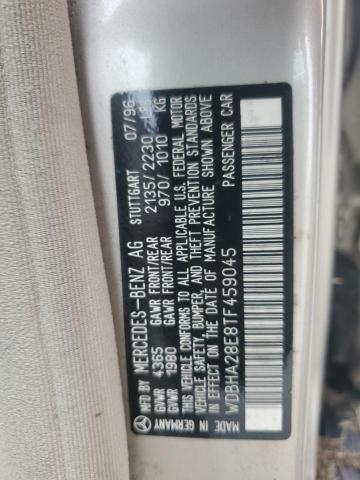 MERCEDES-BENZ AG STUTTGART 07/96
GVWR 4365 GAWR FRONT/REAR 2135/2230 LBS
GVWR 1980 GAWR FRONT/REAR 970/1010 KG
THIS VEHICLE CONFORMS TO ALL APPLICABLE U.S. FEDERAL MOTOR
VEHICLE SAFETY, BUMPER, AND THEFT PREVENTION STANDARDS
IN EFFECT ON THE DATE OF MANUFACTURE SHOWN ABOVE.
WDBHA28E8TF459045 PASSENGER CAR
MADE IN GERMANY